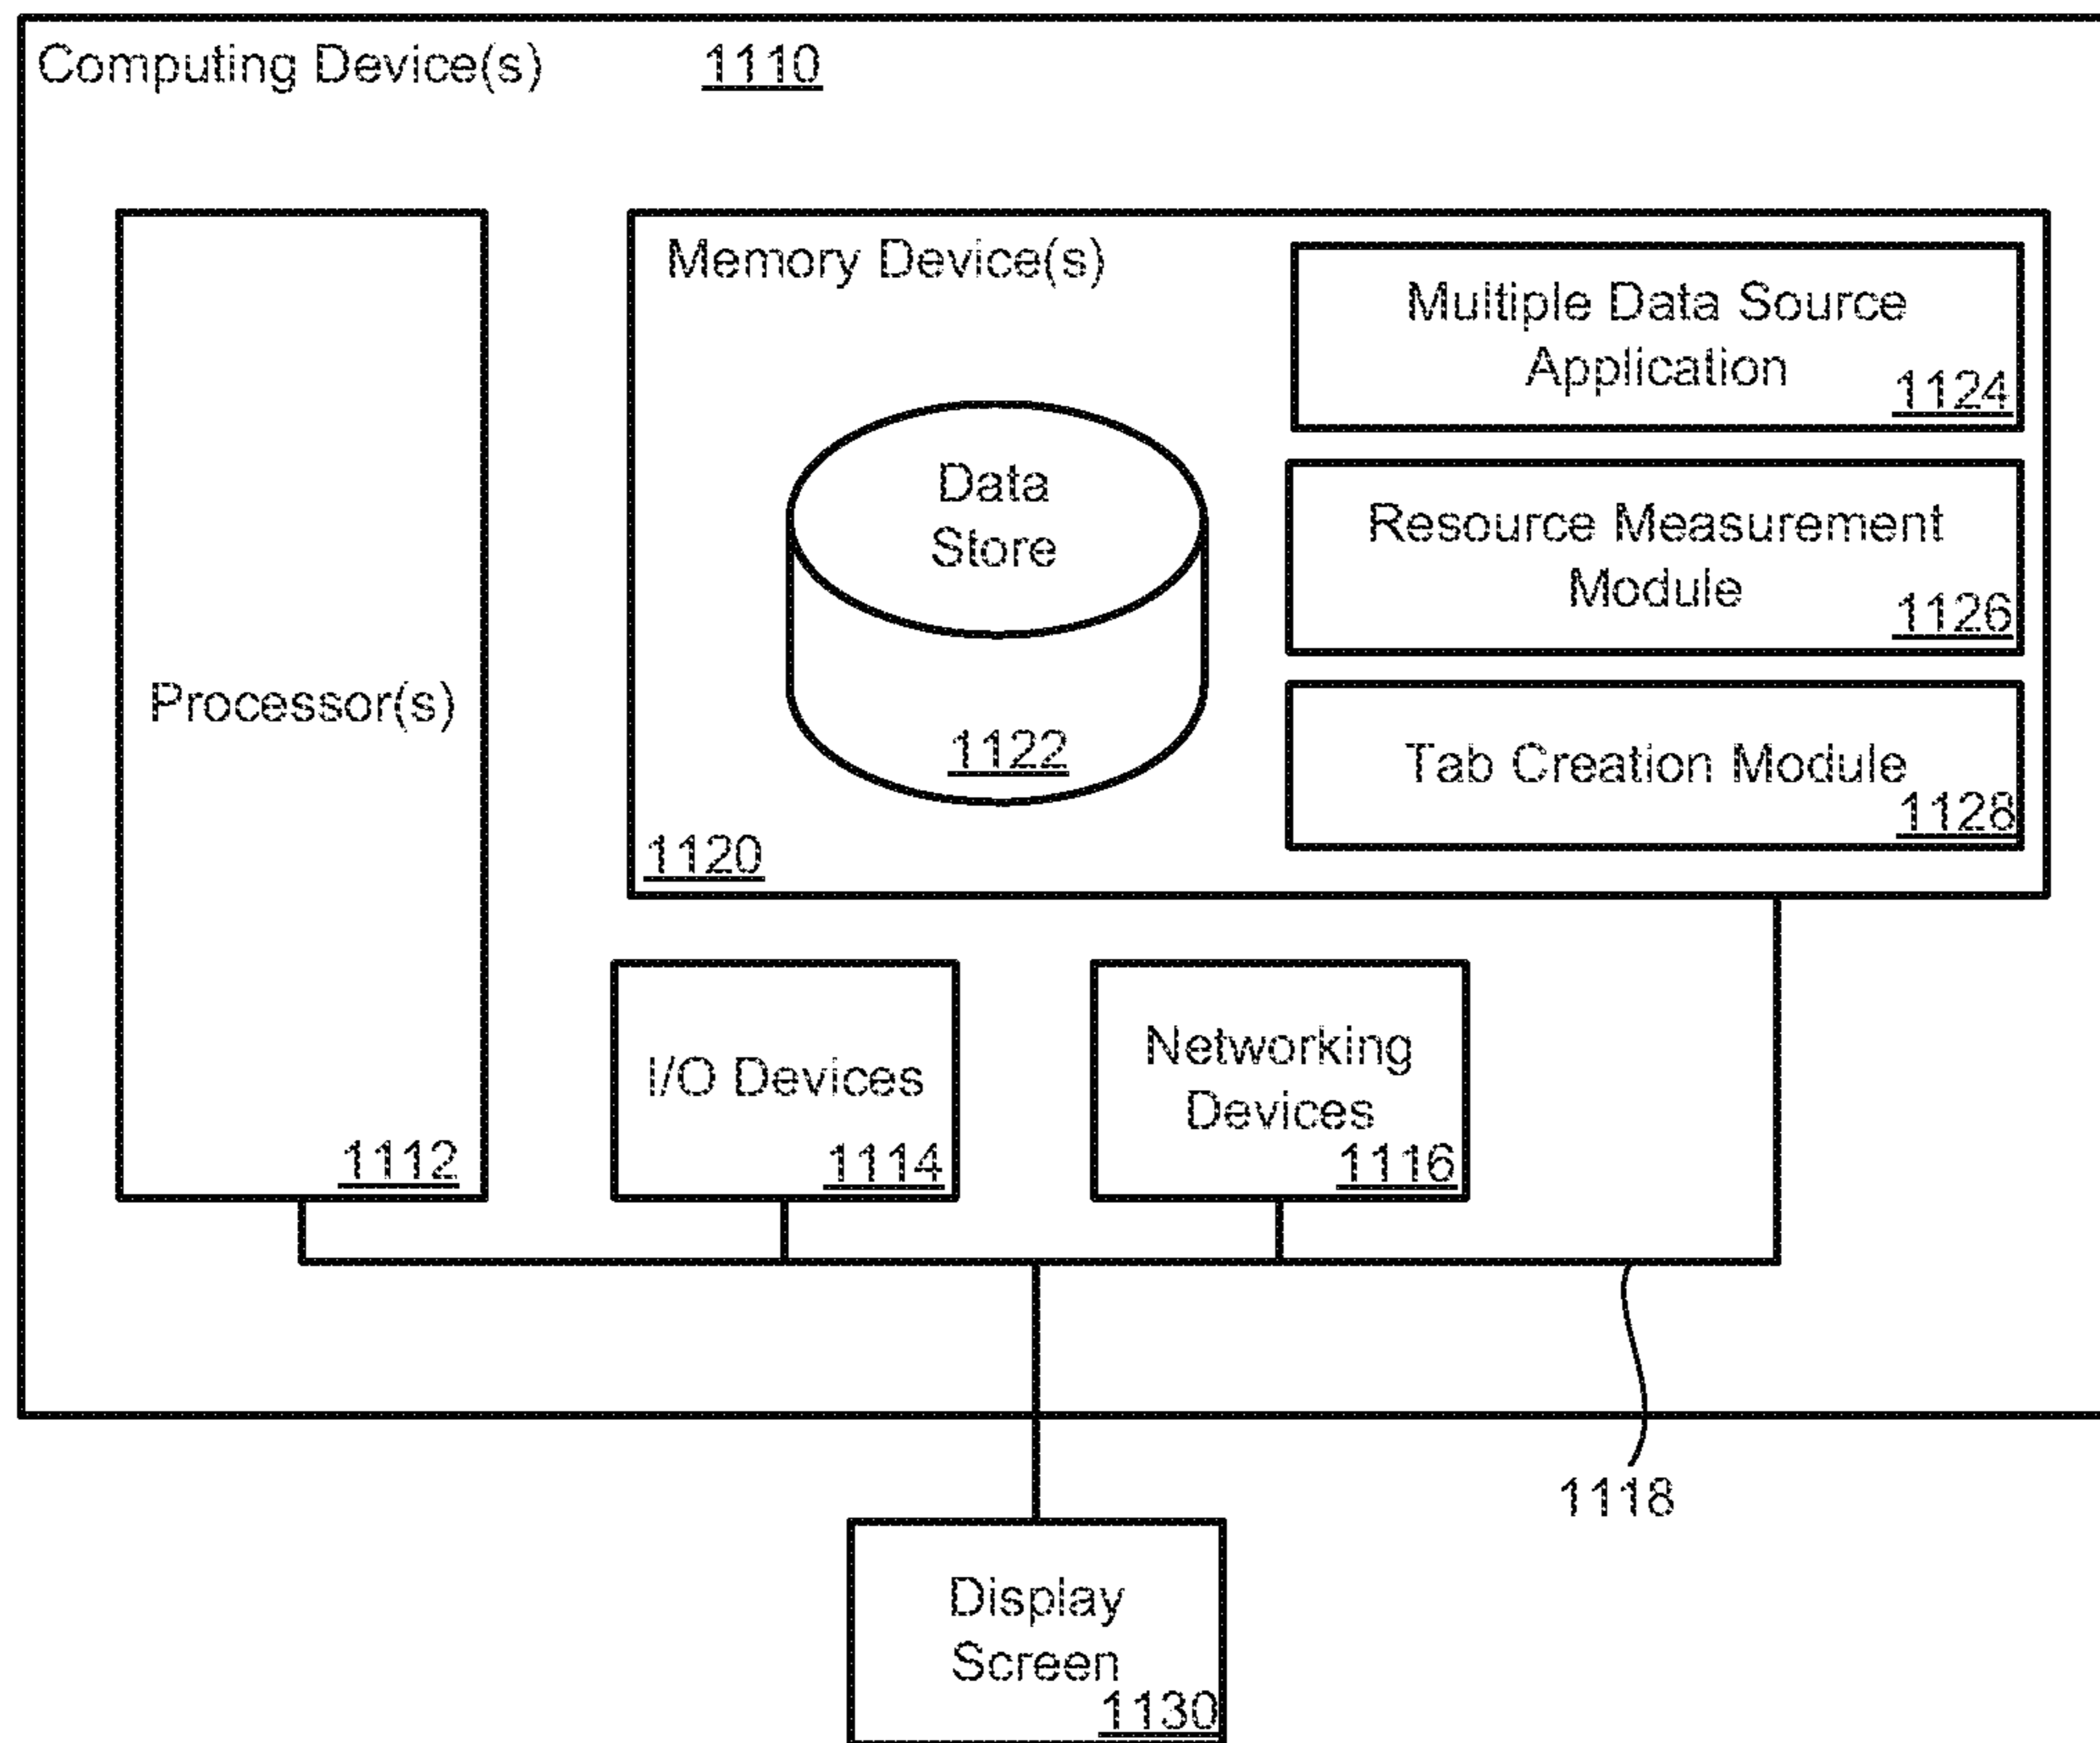 Computing Device(s) 1110
Memory Device(s)
Multiple Data Source
Application
1124
Data
Store
1122
Resource Measurement
Module
1126
Tab Creation Module
1128
1120
Processor(s)
1112
I/O Devices
1114
Networking
Devices
1116
1118
Display
Screen
1130